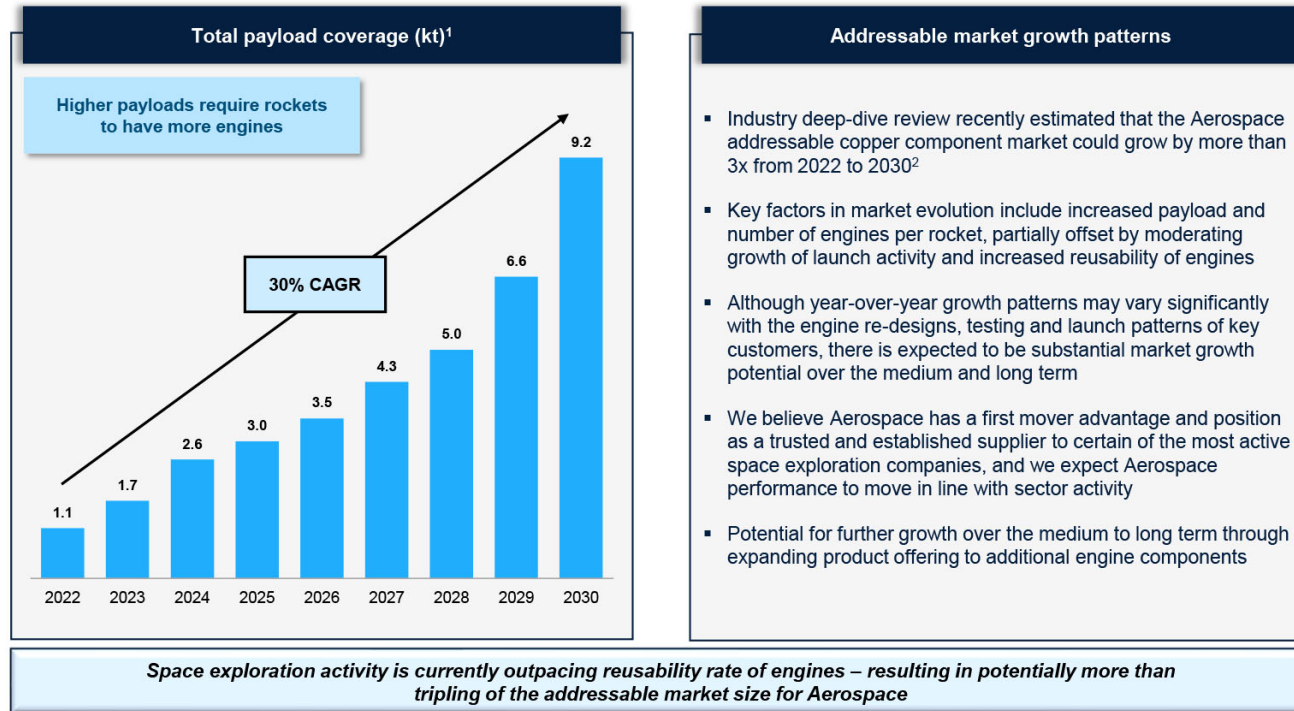 Total payload coverage (kt)¹
Higher payloads require rockets
to have more engines
30% CAGR
1.1
1.7
2.6
3.0
3.5
4.3
5.0
6.6
9.2
2022 2023 2024 2025 2026 2027 2028 2029 2030
Addressable market growth patterns
▪ Industry deep-dive review recently estimated that the Aerospace
addressable copper component market could grow by more than
3x from 2022 to 2030²
▪ Key factors in market evolution include increased payload and
number of engines per rocket, partially offset by moderating
growth of launch activity and increased reusability of engines
▪ Although year-over-year growth patterns may vary significantly
with the engine re-designs, testing and launch patterns of key
customers, there is expected to be substantial market growth
potential over the medium and long term
▪ We believe Aerospace has a first mover advantage and position
as a trusted and established supplier to certain of the most active
space exploration companies, and we expect Aerospace
performance to move in line with sector activity
▪ Potential for further growth over the medium to long term through
expanding product offering to additional engine components
Space exploration activity is currently outpacing reusability rate of engines – resulting in potentially more than
tripling of the addressable market size for Aerospace